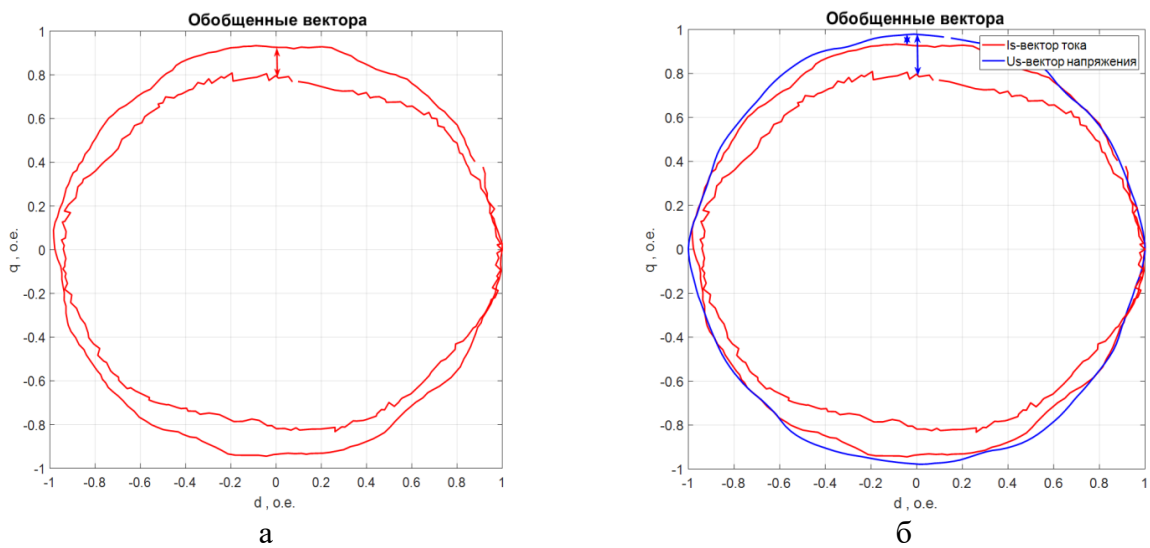 Обобщенные вектора
1
0.8
0.6
0.4
0.2
0
-0.2
-0.4
-0.6
-0.8
-1
q , о.е.
-1 -0.8 -0.6 -0.4 -0.2 0 0.2 0.4 0.6 0.8 1
d , о.е.
а
Обобщенные вектора
Is-вектор тока
Us-вектор напряжения
1
0.8
0.6
0.4
0.2
0
-0.2
-0.4
-0.6
-0.8
-1
q , о.е.
-1 -0.8 -0.6 -0.4 -0.2 0 0.2 0.4 0.6 0.8 1
d , о.е.
б